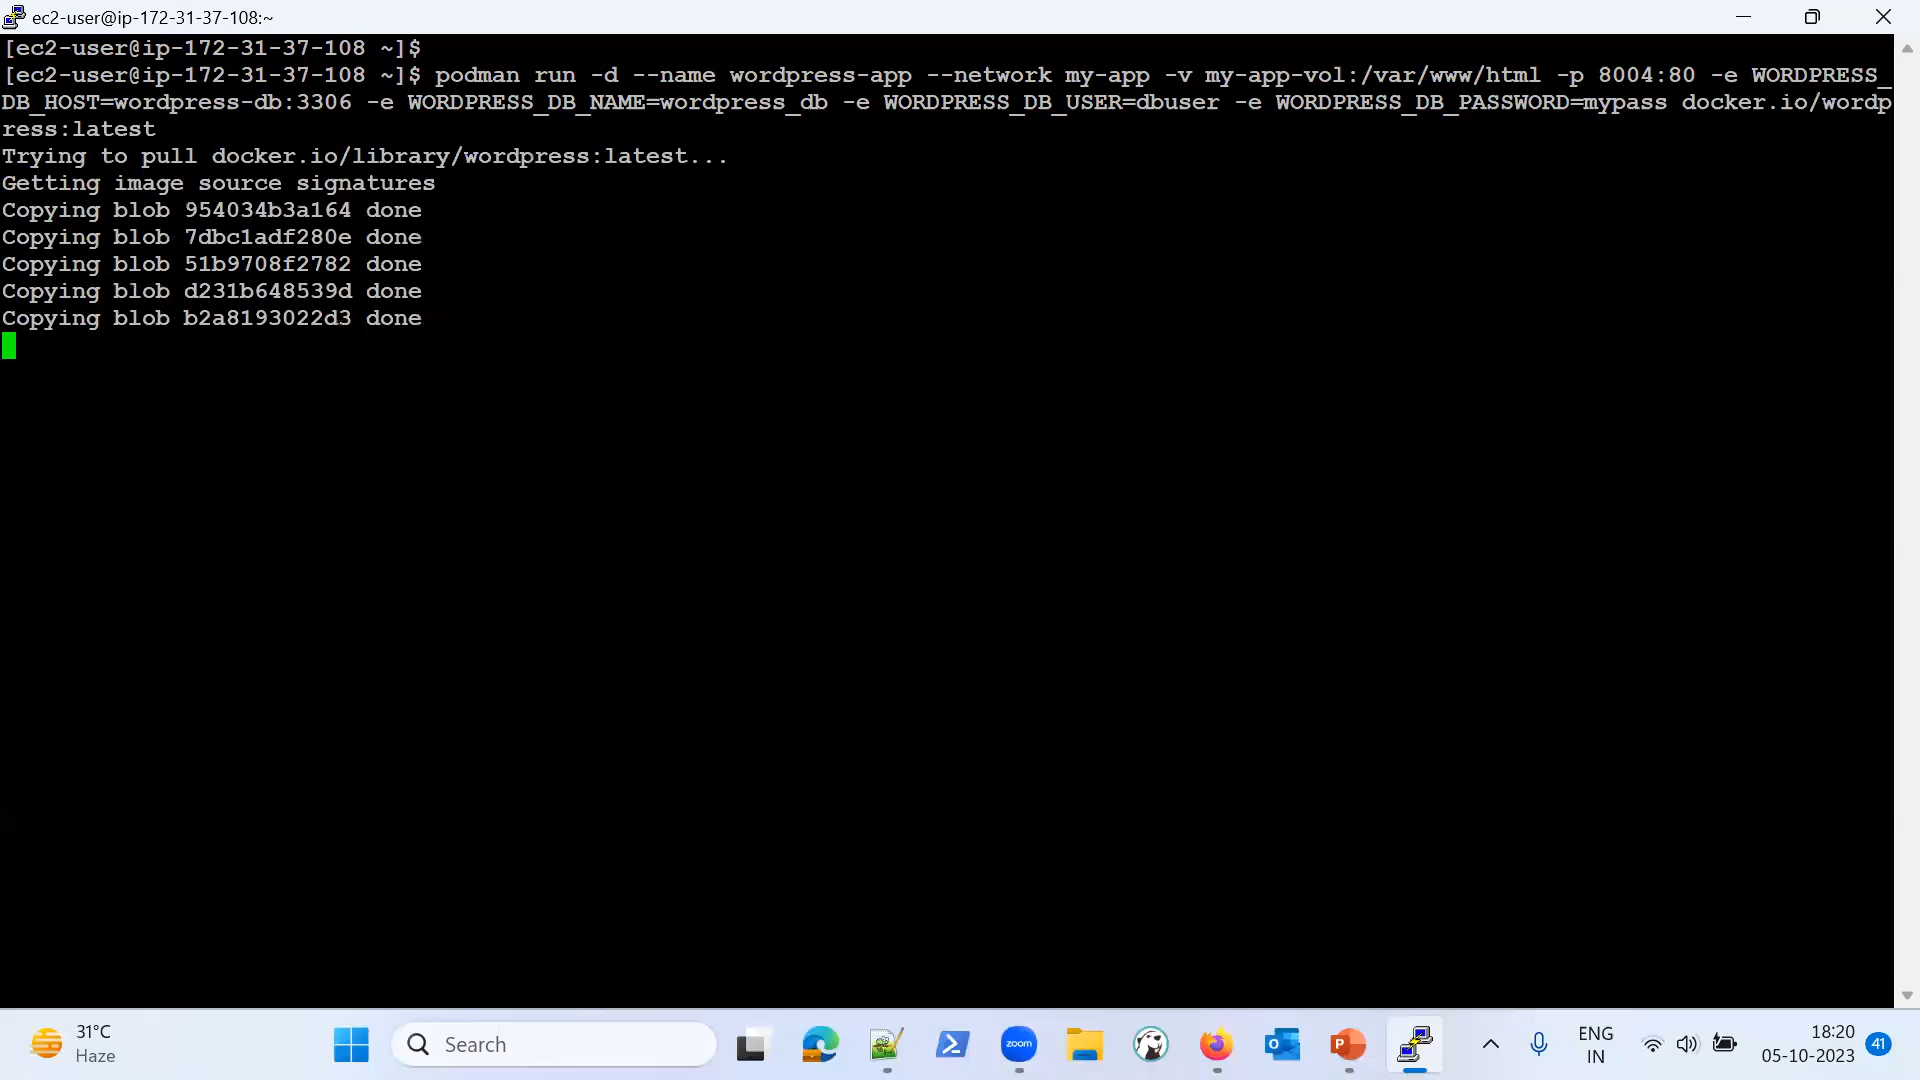 ec2-user@ip-172-31-37-108:~
[ec2-user@ip-172-31-37-108 ~]$
[ec2-user@ip-172-31-37-108 ~]$ podman run -d --name wordpress-app --network my-app -v my-app-vol:/var/www/html -p 8004:80 -e WORDPRESS_
DB_HOST=wordpress-db:3306 -e WORDPRESS_DB_NAME=wordpress_db -e WORDPRESS_DB_USER=dbuser -e WORDPRESS_DB_PASSWORD=mypass docker.io/wordp
ress:latest
Trying to pull docker.io/library/wordpress:latest...
Getting image source signatures
Copying blob 954034b3a164 done
Copying blob 7dbc1adf280e done
Copying blob 51b9708f2782 done
Copying blob d231b648539d done
Copying blob b2a8193022d3 done
31°C
Haze
Search
zoom
ENG
IN
18:20
05-10-2023
41